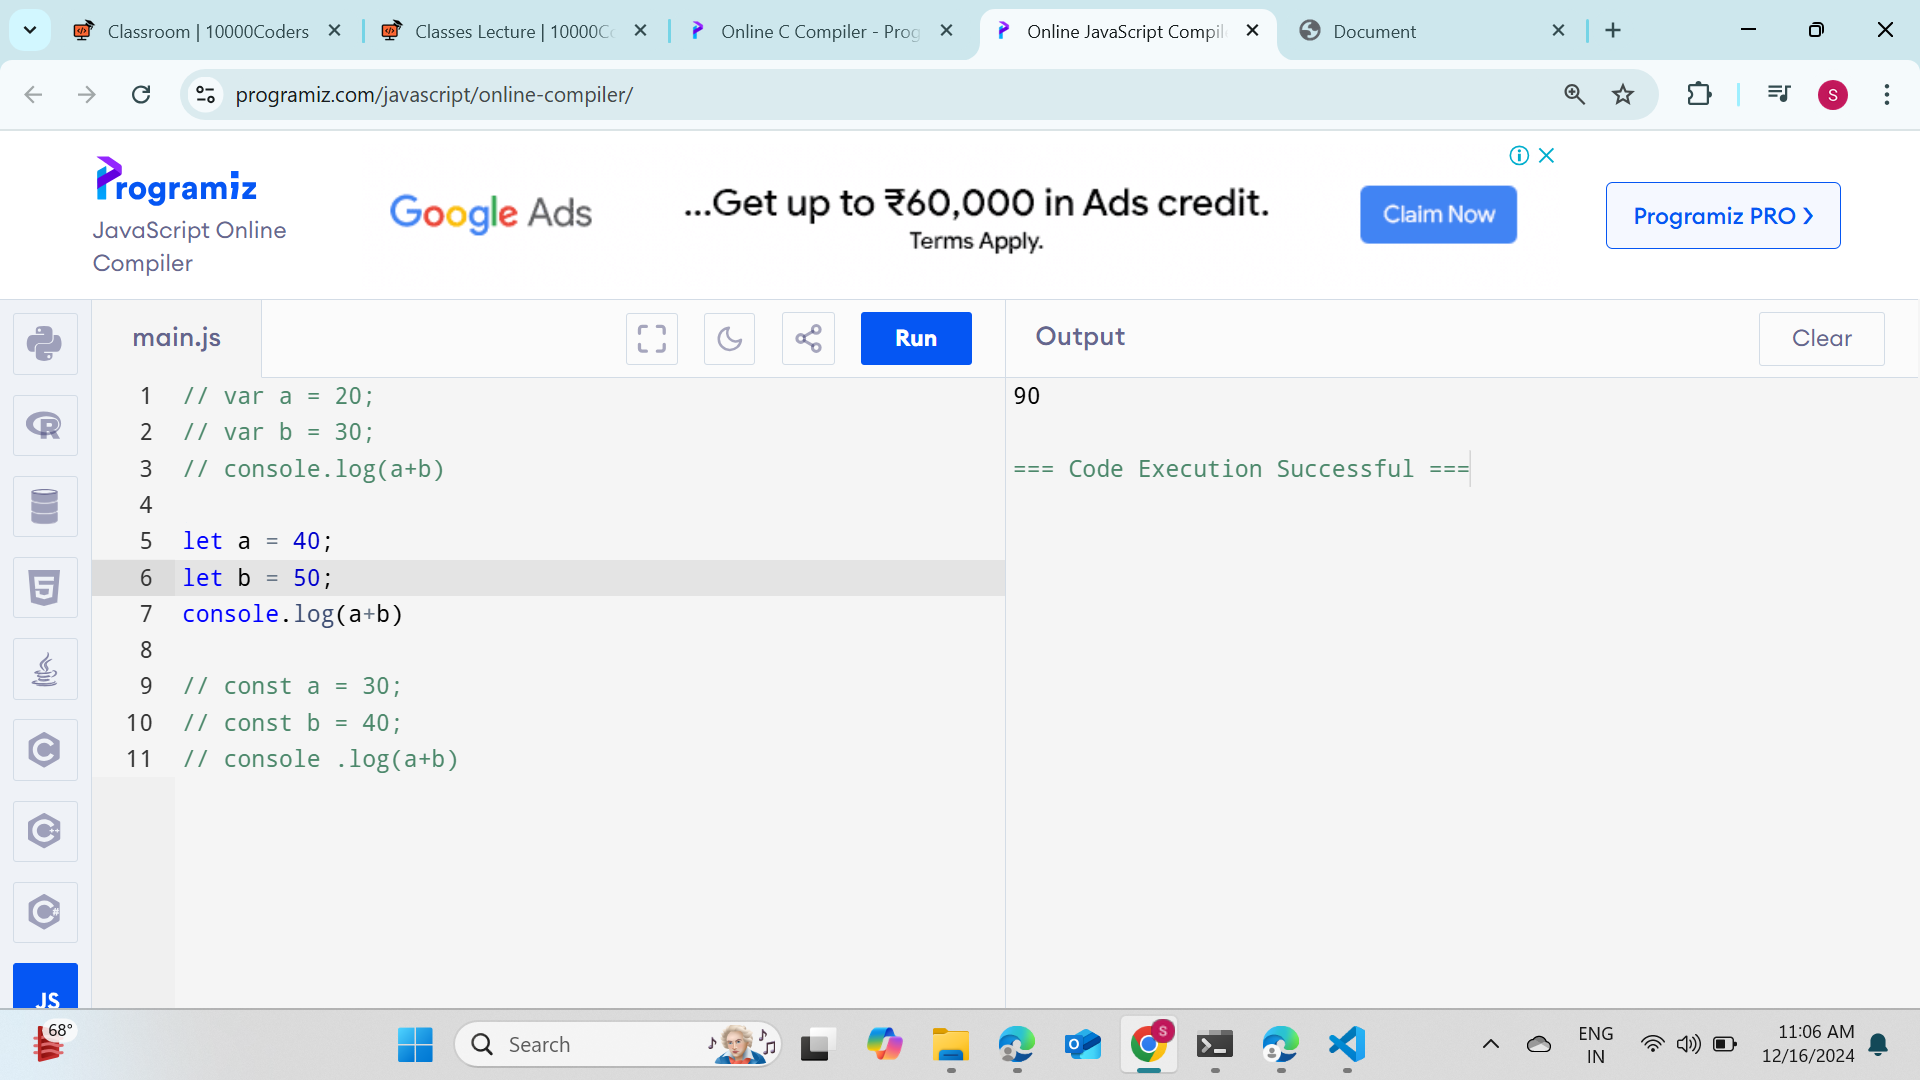 Classroom | 10000Coders
Classes Lecture | 10000Co
Online C Compiler - Prog
Online JavaScript Compil
Document
programiz.com/javascript/online-compiler/
S
Programiz
JavaScript Online
Compiler
Google Ads
...Get up to ₹60,000 in Ads credit.
Terms Apply.
Claim Now
Programiz PRO ❯
main.js
Run
Output
Clear
1 // var a = 20;
2 // var b = 30;
3 // console.log(a+b)
4
5 let a = 40;
6 let b = 50;
7 console.log(a+b)
8
9 // const a = 30;
10 // const b = 40;
11 // console .log(a+b)
90
=== Code Execution Successful ===
R
C
C++
C#
JS
68°
Search
S
ENG
IN
11:06 AM
12/16/2024